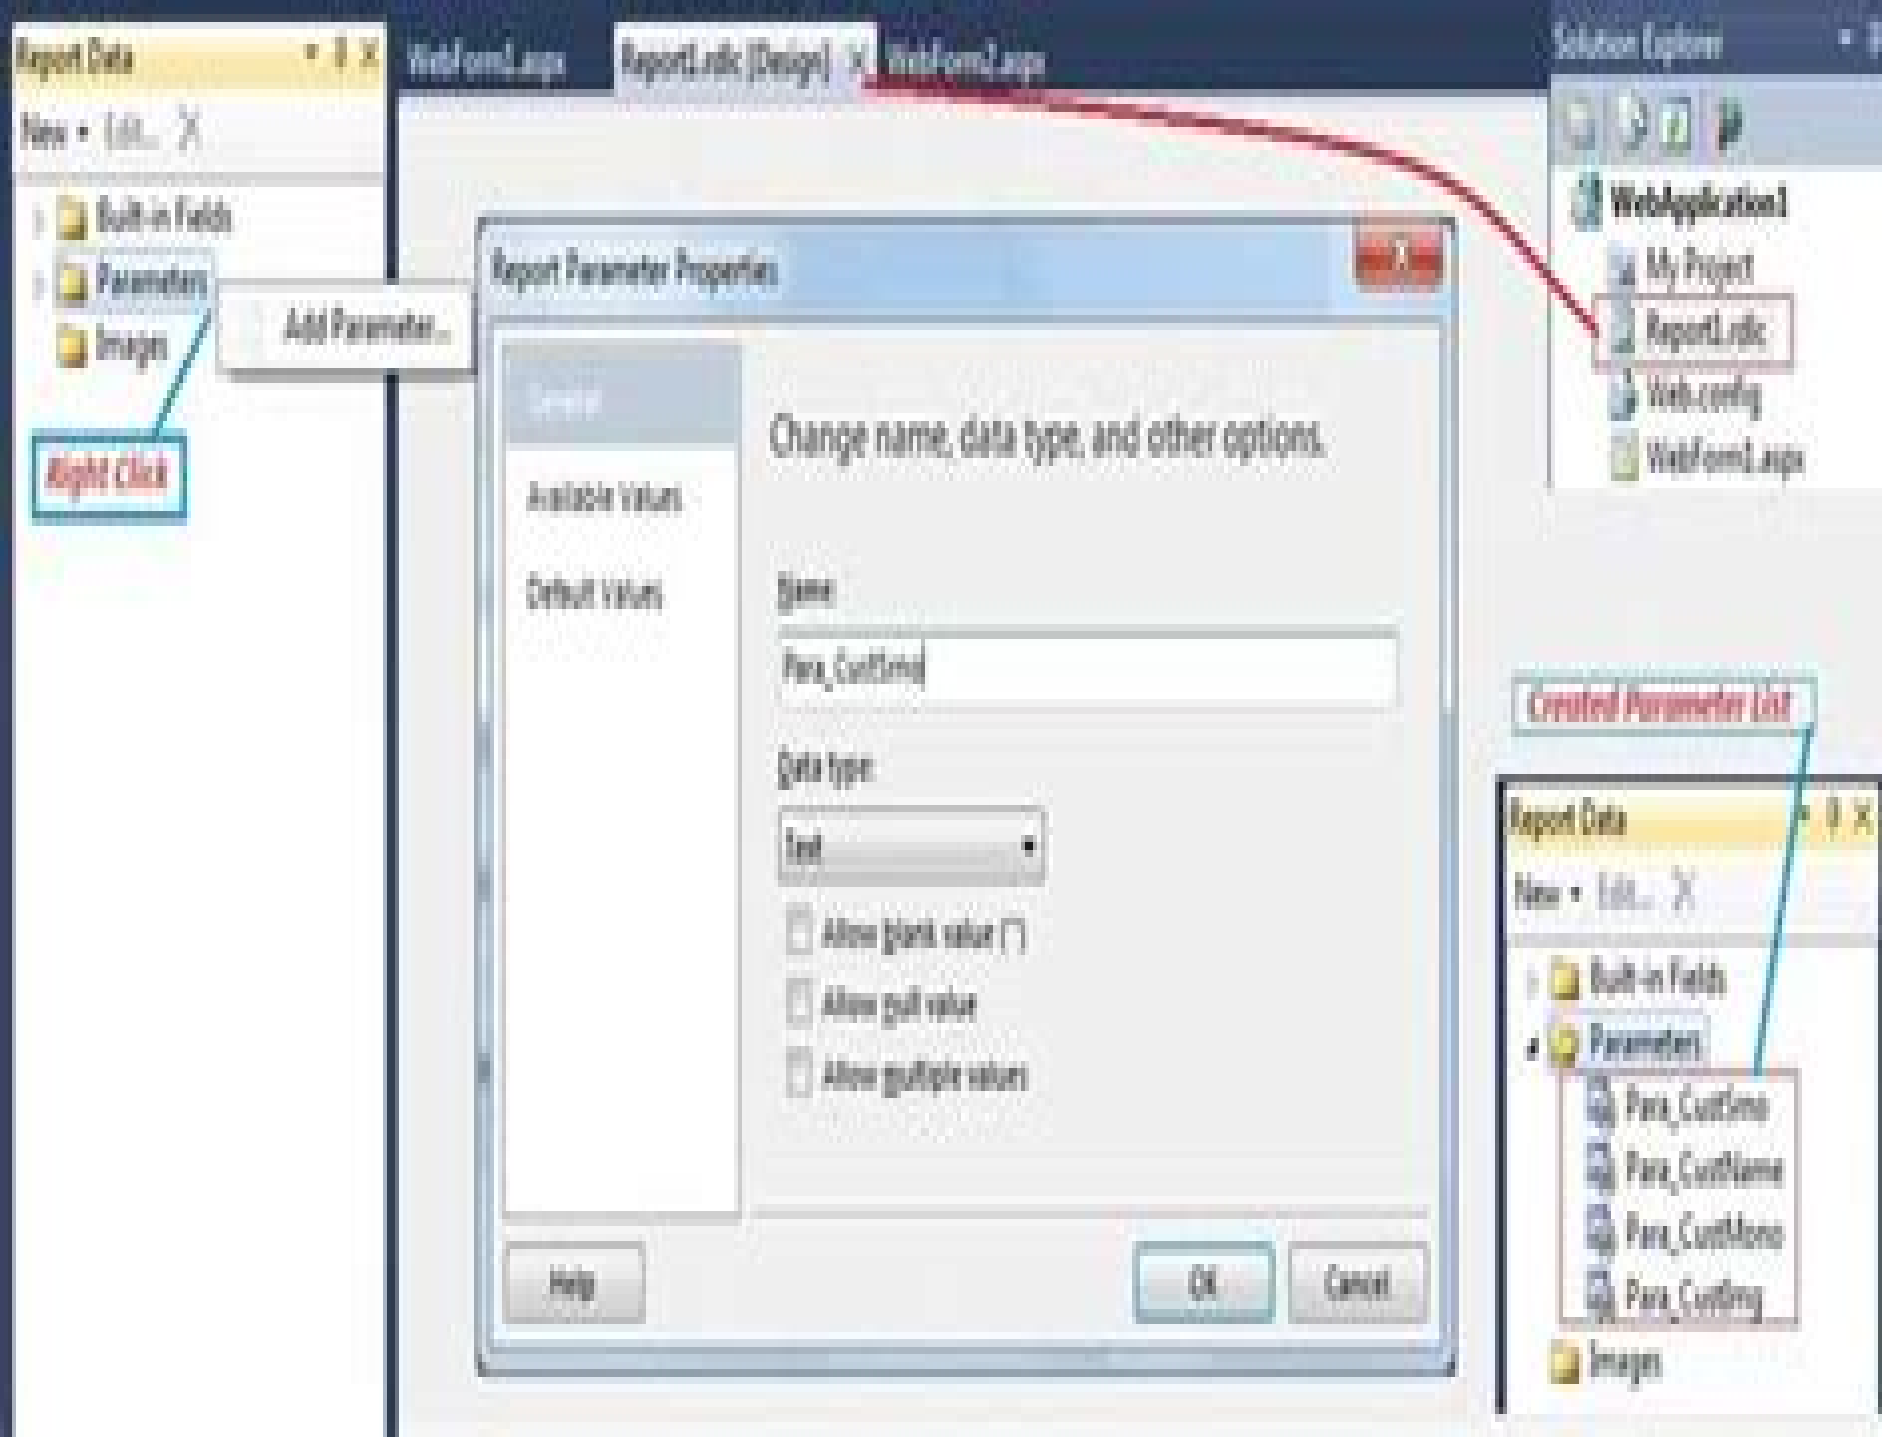 Report Data
New Edit... X
Built-in Fields
Parameters
Images
Add Parameter...
Right Click
WebForm1.aspx
Report1.rdlc [Design] X
WebForm2.aspx
Report Parameter Properties
General
Available Values
Default Values
Change name, data type, and other options.
Name:
Para_CustSrno
Data type:
Text
Allow blank value ("")
Allow null value
Allow multiple values
Help
OK
Cancel
Solution Explorer
WebApplication1
My Project
Report1.rdlc
Web.config
WebForm1.aspx
Created Parameter List
Report Data
New Edit... X
Built-in Fields
Parameters
Para_CustSrno
Para_CustName
Para_CustMono
Para_CustImg
Images